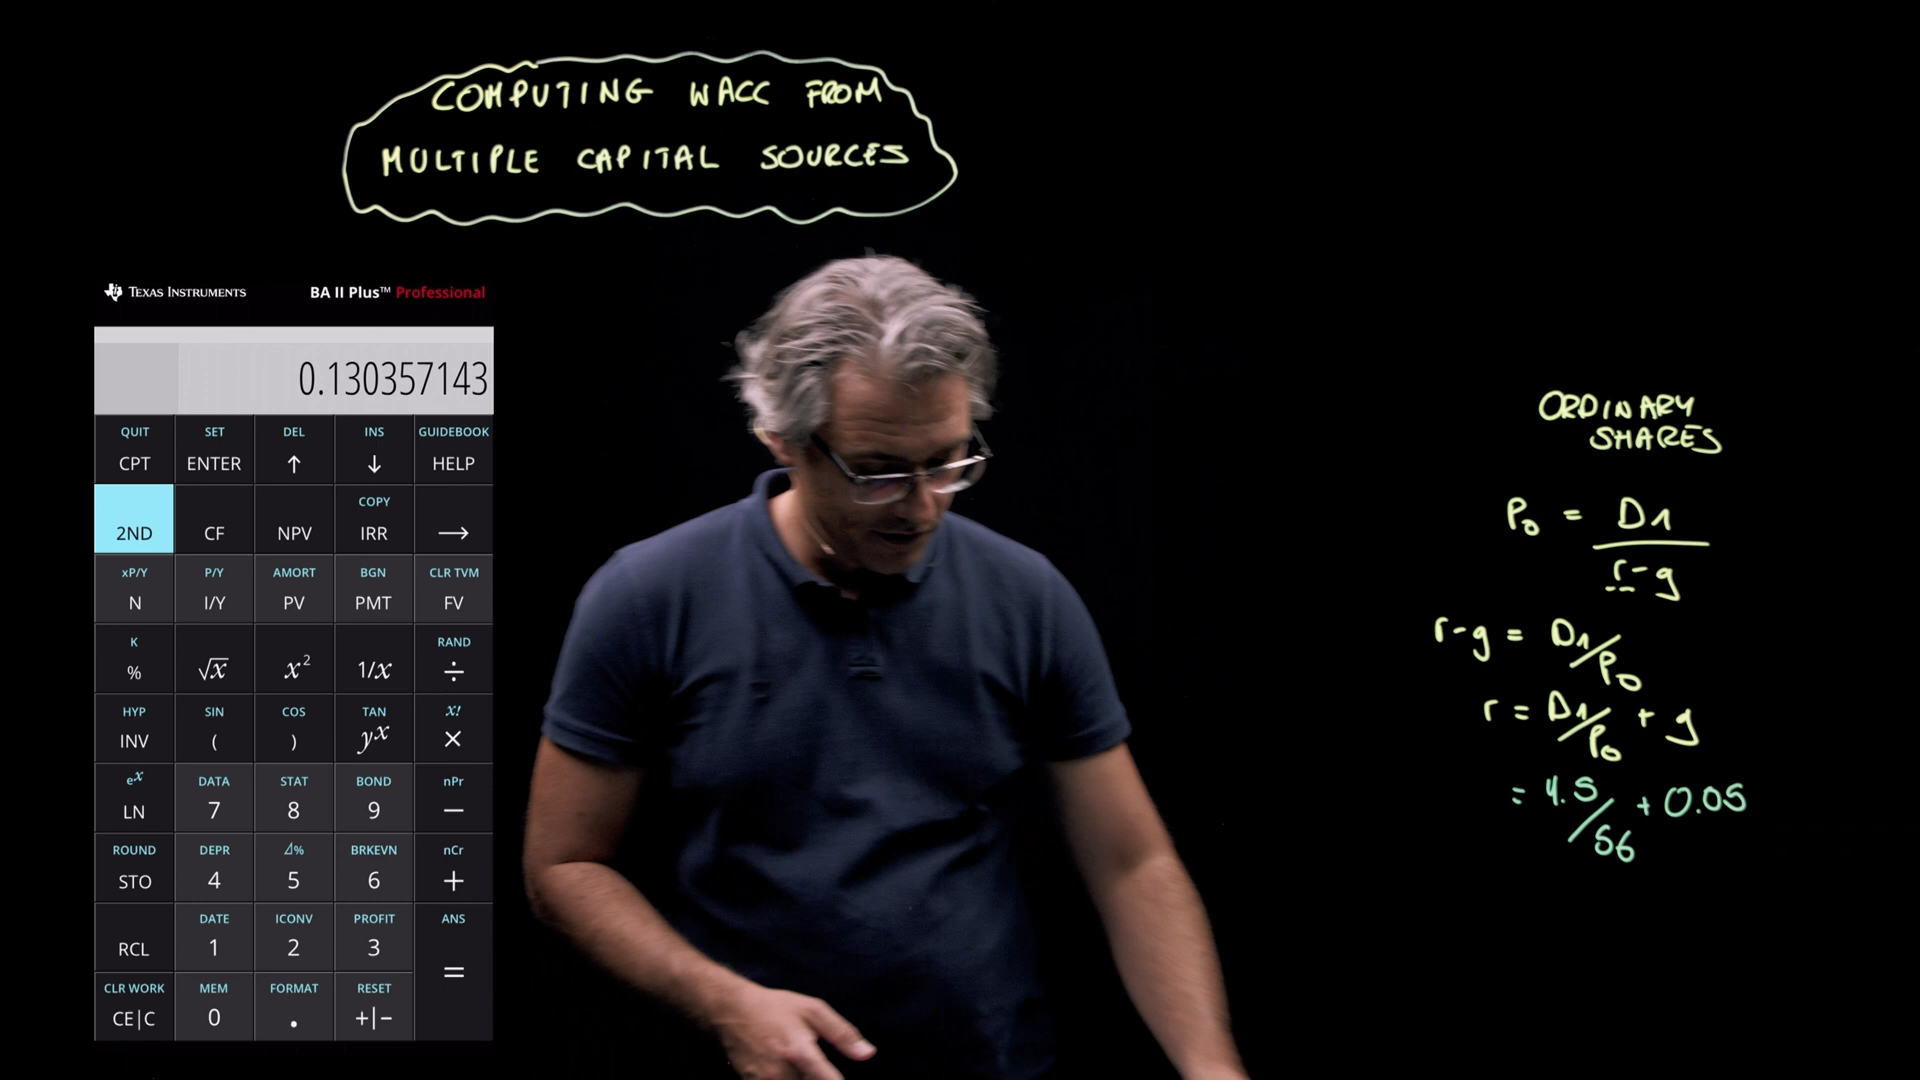 COMPUTING WACC FROM
MULTIPLE CAPITAL SOURCES
TEXAS INSTRUMENTS BA II Plus™ Professional
0.130357143
QUIT SET DEL INS GUIDEBOOK
CPT ENTER ↑ ↓ HELP
COPY
2ND CF NPV IRR →
xP/Y P/Y AMORT BGN CLR TVM
N I/Y PV PMT FV
K RAND
% √x x² 1/x ÷
HYP SIN COS TAN x!
INV ( ) yˣ ×
eˣ DATA STAT BOND nPr
LN 7 8 9 −
ROUND DEPR Δ% BRKEVN nCr
STO 4 5 6 +
DATE ICONV PROFIT ANS
RCL 1 2 3 =
CLR WORK MEM FORMAT RESET
CE|C 0 . +|−
ORDINARY
SHARES
P₀ = D₁ / r-g
r-g = D₁/P₀
r = D₁/P₀ + g
= 4.5/56 + 0.05